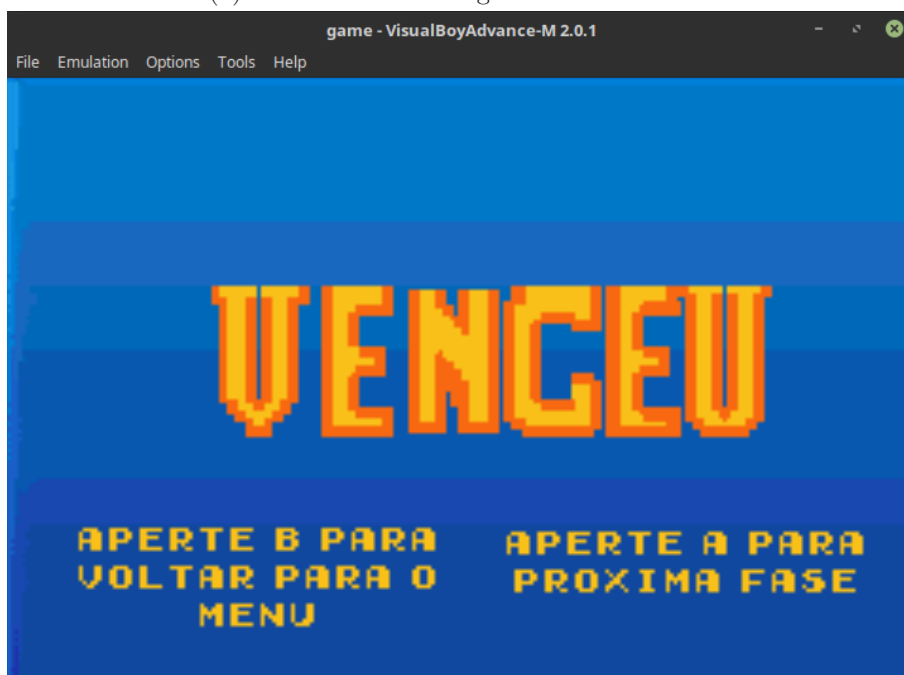 game - VisualBoyAdvance-M 2.0.1
File Emulation Options Tools Help
VENCEU
APERTE B PARA
VOLTAR PARA O
MENU
APERTE A PARA
PROXIMA FASE